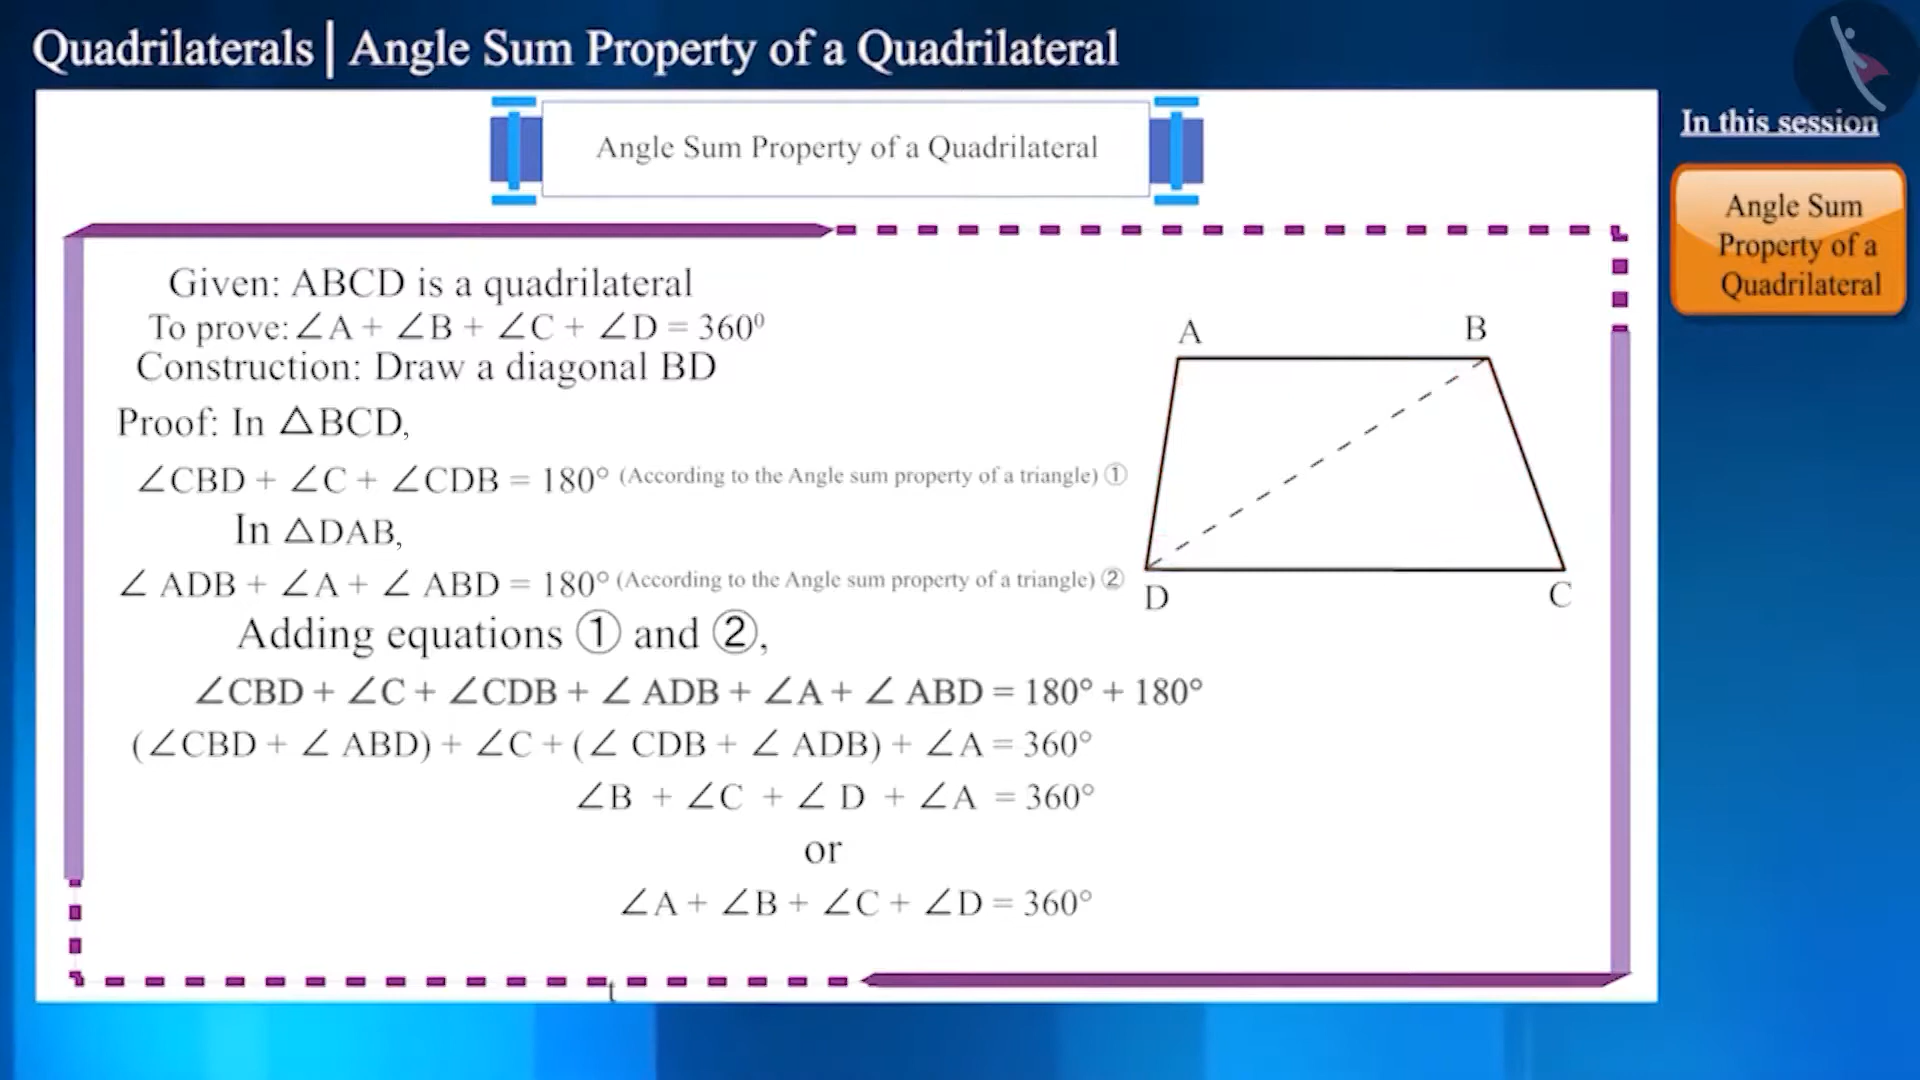 Quadrilaterals | Angle Sum Property of a Quadrilateral
In this session
Angle Sum
Property of a
Quadrilateral
Angle Sum Property of a Quadrilateral
Given: ABCD is a quadrilateral
To prove: ∠A + ∠B + ∠C + ∠D = 360⁰
Construction: Draw a diagonal BD
Proof: In △BCD,
∠CBD + ∠C + ∠CDB = 180° (According to the Angle sum property of a triangle) ①
In △DAB,
∠ ADB + ∠A + ∠ ABD = 180° (According to the Angle sum property of a triangle) ②
Adding equations ① and ②,
∠CBD + ∠C + ∠CDB + ∠ ADB + ∠A + ∠ ABD = 180° + 180°
(∠CBD + ∠ ABD) + ∠C + (∠ CDB + ∠ ADB) + ∠A = 360°
∠B + ∠C + ∠ D + ∠A = 360°
or
∠A + ∠B + ∠C + ∠D = 360°
A B
D C
t